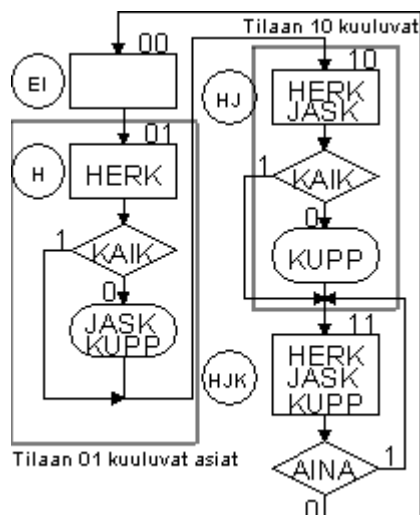 Tilaan 10 kuuluvat
00
EI
01
H
HERK
1
KAIK
0
JASK
KUPP
Tilaan 01 kuuluvat asiat
10
HJ
HERK
JASK
1
KAIK
0
KUPP
11
HJK
HERK
JASK
KUPP
AINA
1
0